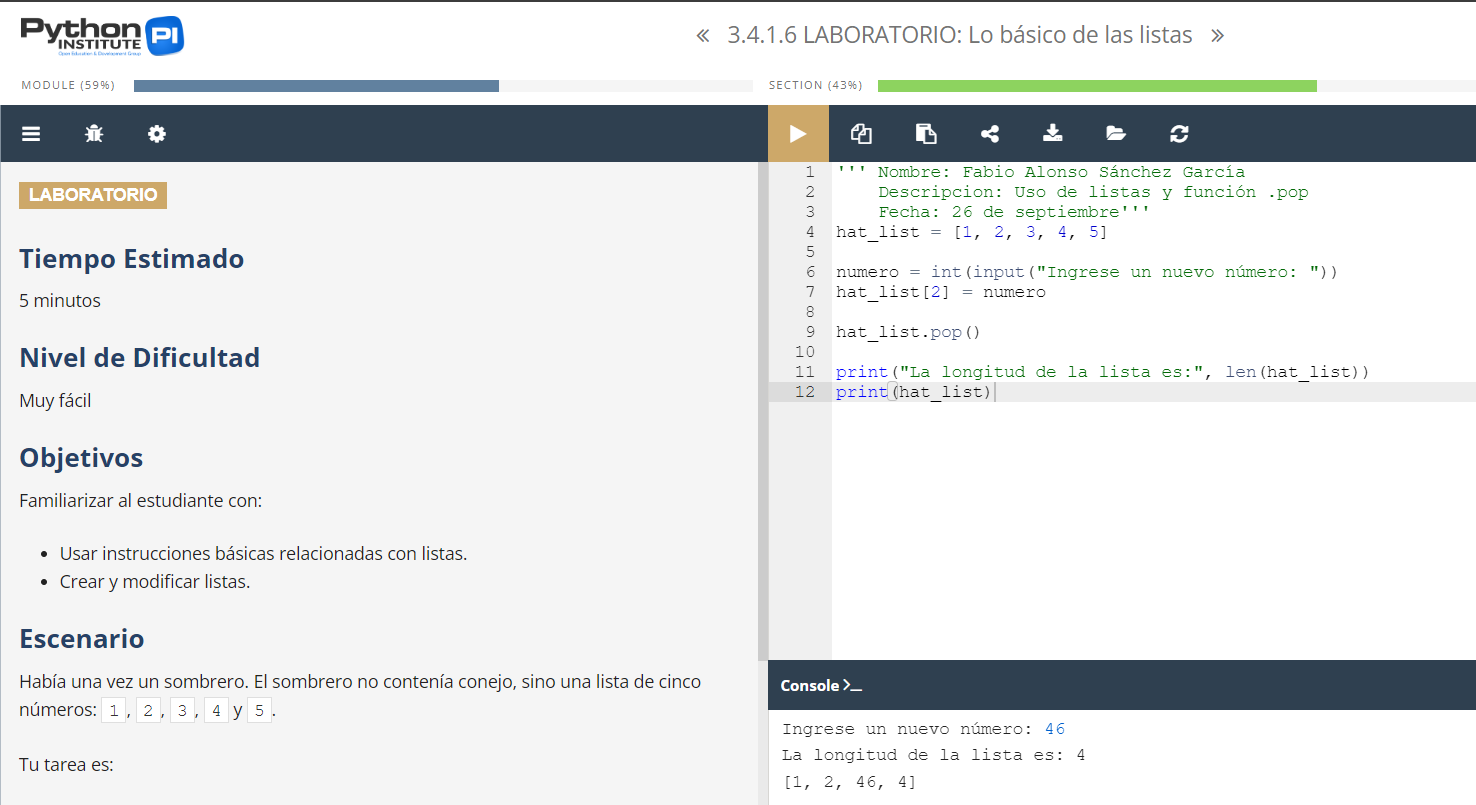 Python
INSTITUTE
Open Education & Development Group
PI
« 3.4.1.6 LABORATORIO: Lo básico de las listas »
MODULE (59%)
SECTION (43%)
LABORATORIO
Tiempo Estimado
5 minutos
Nivel de Dificultad
Muy fácil
Objetivos
Familiarizar al estudiante con:
• Usar instrucciones básicas relacionadas con listas.
• Crear y modificar listas.
Escenario
Había una vez un sombrero. El sombrero no contenía conejo, sino una lista de cinco
números: 1, 2, 3, 4 y 5.
Tu tarea es:
1 ''' Nombre: Fabio Alonso Sánchez García
2     Descripcion: Uso de listas y función .pop
3     Fecha: 26 de septiembre'''
4 hat_list = [1, 2, 3, 4, 5]
5
6 numero = int(input("Ingrese un nuevo número: "))
7 hat_list[2] = numero
8
9 hat_list.pop()
10
11 print("La longitud de la lista es:", len(hat_list))
12 print(hat_list)
Console >_
Ingrese un nuevo número: 46
La longitud de la lista es: 4
[1, 2, 46, 4]